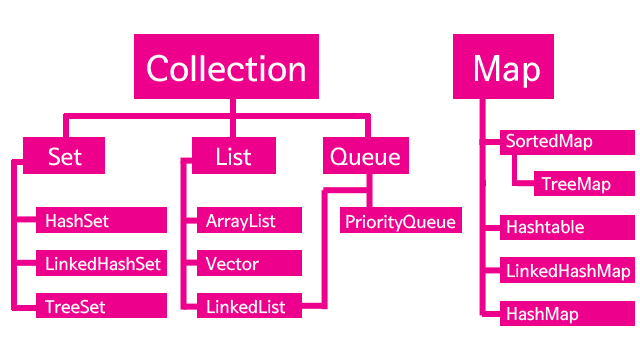 Collection
Map
Set
List
Queue
HashSet
LinkedHashSet
TreeSet
ArrayList
Vector
LinkedList
PriorityQueue
SortedMap
TreeMap
Hashtable
LinkedHashMap
HashMap